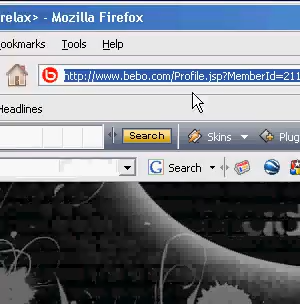 relax> - Mozilla Firefox
ookmarks Tools Help
http://www.bebo.com/Profile.jsp?MemberId=211
Headlines
Search Skins Plug
G Search